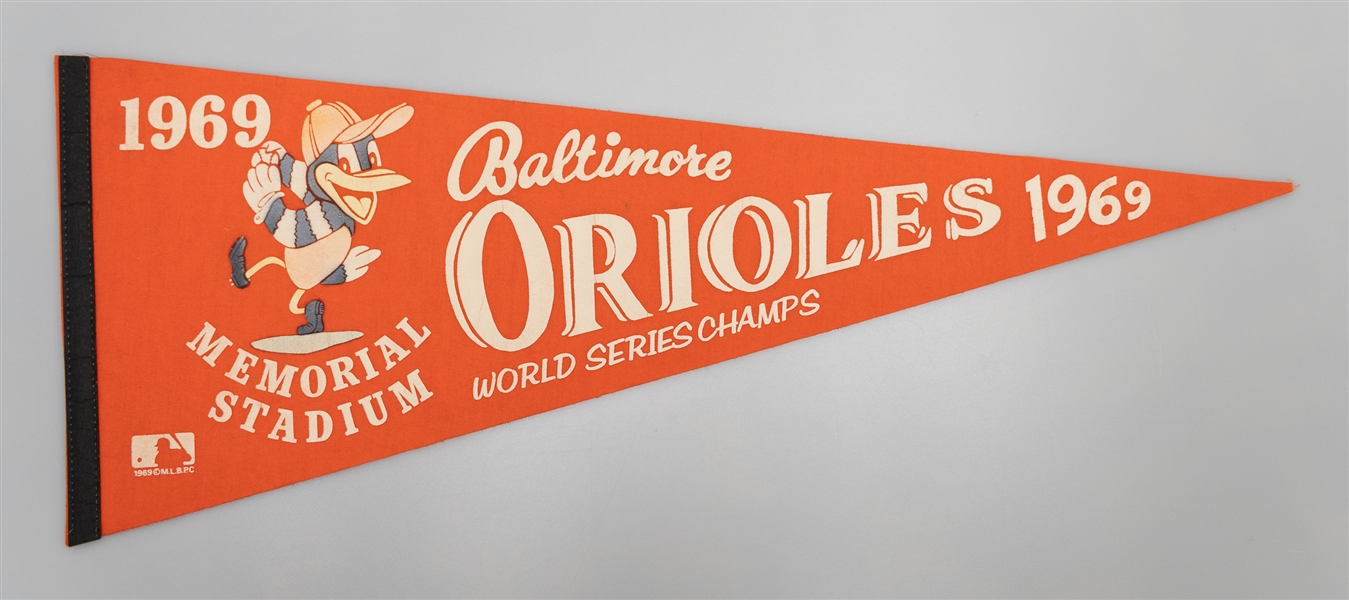 1969
MEMORIAL
STADIUM
1969 © M.L.B.P.C
Baltimore
ORIOLES 1969
WORLD SERIES CHAMPS